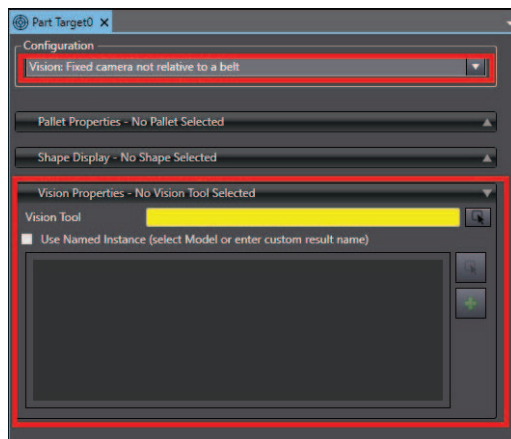 Part Target0
Configuration
Vision: Fixed camera not relative to a belt
Pallet Properties - No Pallet Selected
Shape Display - No Shape Selected
Vision Properties - No Vision Tool Selected
Vision Tool
Use Named Instance (select Model or enter custom result name)